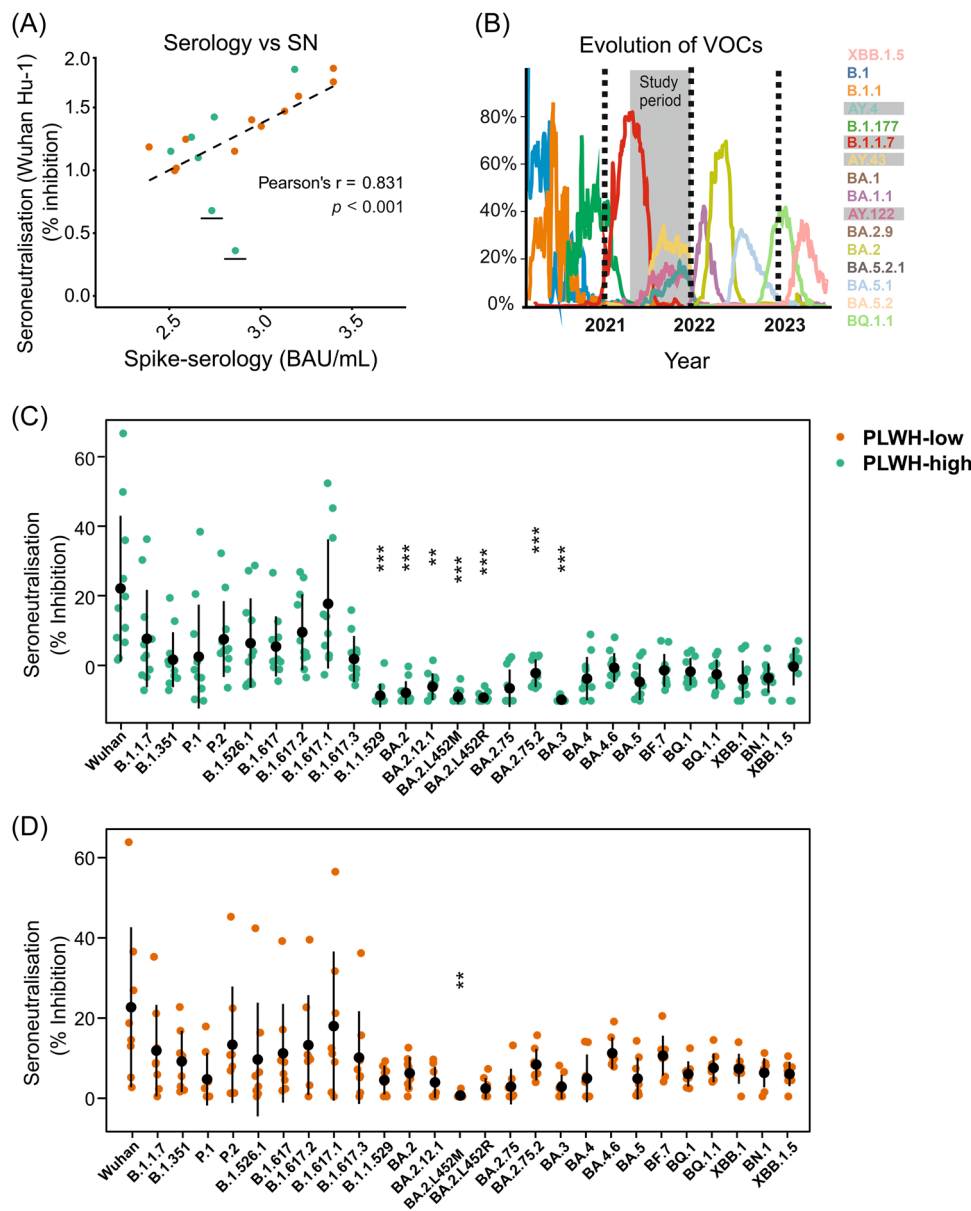 (A)
Serology vs SN
Seroneutralisation (Wuhan Hu-1)
(% inhibition)
2.0
1.5
1.0
0.5
0.0
Pearson's r = 0.831
p < 0.001
2.5
3.0
3.5
Spike-serology (BAU/mL)
(B)
Evolution of VOCs
Study
period
80%
60%
40%
20%
0%
2021
2022
2023
Year
XBB.1.5
B.1
B.1.1
AY.4
B.1.177
B.1.1.7
AY.43
BA.1
BA.1.1
AY.122
BA.2.9
BA.2
BA.5.2.1
BA.5.1
BA.5.2
BQ.1.1
(C)
Seroneutralisation
(% Inhibition)
60
40
20
0
***
***
**
***
***
***
***
Wuhan
B.1.1.7
B.1.351
P.1
P.2
B.1.526.1
B.1.617
B.1.617.2
B.1.617.1
B.1.617.3
B.1.1.529
BA.2
BA.2.12.1
BA.2.L452M
BA.2.L452R
BA.2.75
BA.2.75.2
BA.3
BA.4
BA.4.6
BA.5
BF.7
BQ.1
BQ.1.1
XBB.1
BN.1
XBB.1.5
PLWH-low
PLWH-high
(D)
Seroneutralisation
(% Inhibition)
60
40
20
0
**
Wuhan
B.1.1.7
B.1.351
P.1
P.2
B.1.526.1
B.1.617
B.1.617.2
B.1.617.1
B.1.617.3
B.1.1.529
BA.2
BA.2.12.1
BA.2.L452M
BA.2.L452R
BA.2.75
BA.2.75.2
BA.3
BA.4
BA.4.6
BA.5
BF.7
BQ.1
BQ.1.1
XBB.1
BN.1
XBB.1.5